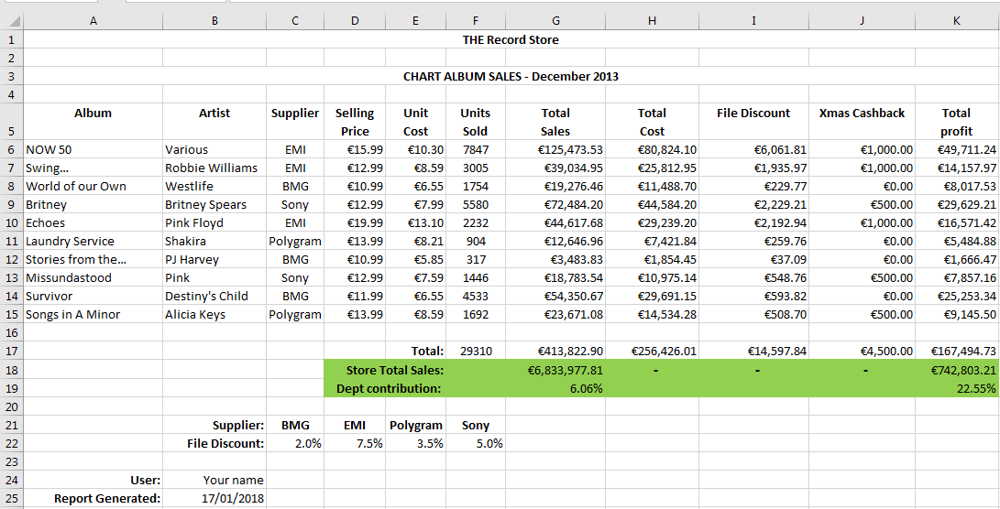 A B C D E F G H I J K
1 THE Record Store
2
3 CHART ALBUM SALES - December 2013
4
5 Album Artist Supplier Selling Price Unit Cost Units Sold Total Sales Total Cost File Discount Xmas Cashback Total profit
6 NOW 50 Various EMI €15.99 €10.30 7847 €125,473.53 €80,824.10 €6,061.81 €1,000.00 €49,711.24
7 Swing... Robbie Williams EMI €12.99 €8.59 3005 €39,034.95 €25,812.95 €1,935.97 €1,000.00 €14,157.97
8 World of our Own Westlife BMG €10.99 €6.55 1754 €19,276.46 €11,488.70 €229.77 €0.00 €8,017.53
9 Britney Britney Spears Sony €12.99 €7.99 5580 €72,484.20 €44,584.20 €2,229.21 €500.00 €29,629.21
10 Echoes Pink Floyd EMI €19.99 €13.10 2232 €44,617.68 €29,239.20 €2,192.94 €1,000.00 €16,571.42
11 Laundry Service Shakira Polygram €13.99 €8.21 904 €12,646.96 €7,421.84 €259.76 €0.00 €5,484.88
12 Stories from the... PJ Harvey BMG €10.99 €5.85 317 €3,483.83 €1,854.45 €37.09 €0.00 €1,666.47
13 Missundastood Pink Sony €12.99 €7.59 1446 €18,783.54 €10,975.14 €548.76 €500.00 €7,857.16
14 Survivor Destiny's Child BMG €11.99 €6.55 4533 €54,350.67 €29,691.15 €593.82 €0.00 €25,253.34
15 Songs in A Minor Alicia Keys Polygram €13.99 €8.59 1692 €23,671.08 €14,534.28 €508.70 €500.00 €9,145.50
16
17 Total: 29310 €413,822.90 €256,426.01 €14,597.84 €4,500.00 €167,494.73
18 Store Total Sales: €6,833,977.81 - - - €742,803.21
19 Dept contribution: 6.06% 22.55%
20
21 Supplier: BMG EMI Polygram Sony
22 File Discount: 2.0% 7.5% 3.5% 5.0%
23
24 User: Your name
25 Report Generated: 17/01/2018